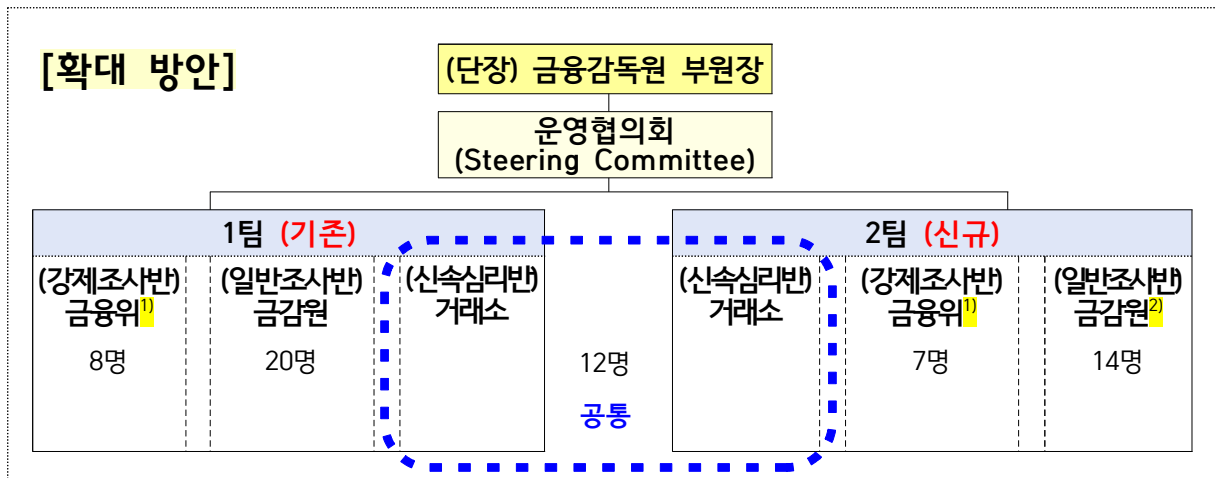 [확대 방안]
(단장) 금융감독원 부원장
운영협의회
(Steering Committee)
1팀 (기존)
(강제조사반)
금융위1)
8명
(일반조사반)
금감원
20명
(신속심리반)
거래소
12명
공통
2팀 (신규)
(신속심리반)
거래소
(강제조사반)
금융위1)
7명
(일반조사반)
금감원2)
14명